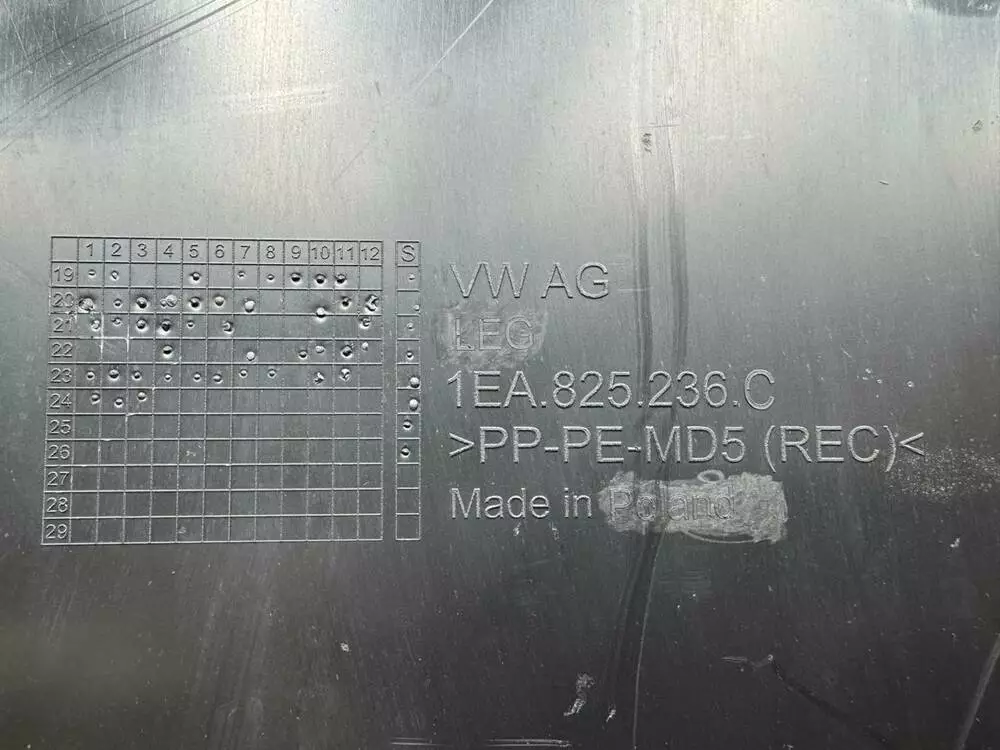 1 2 3 4 5 6 7 8 9 10 11 12 S
19
20
21
22
23
24
25
26
27
28
29
VW AG
LEG
1EA.825.236.C
>PP-PE-MD5 (REC)<
Made in Poland